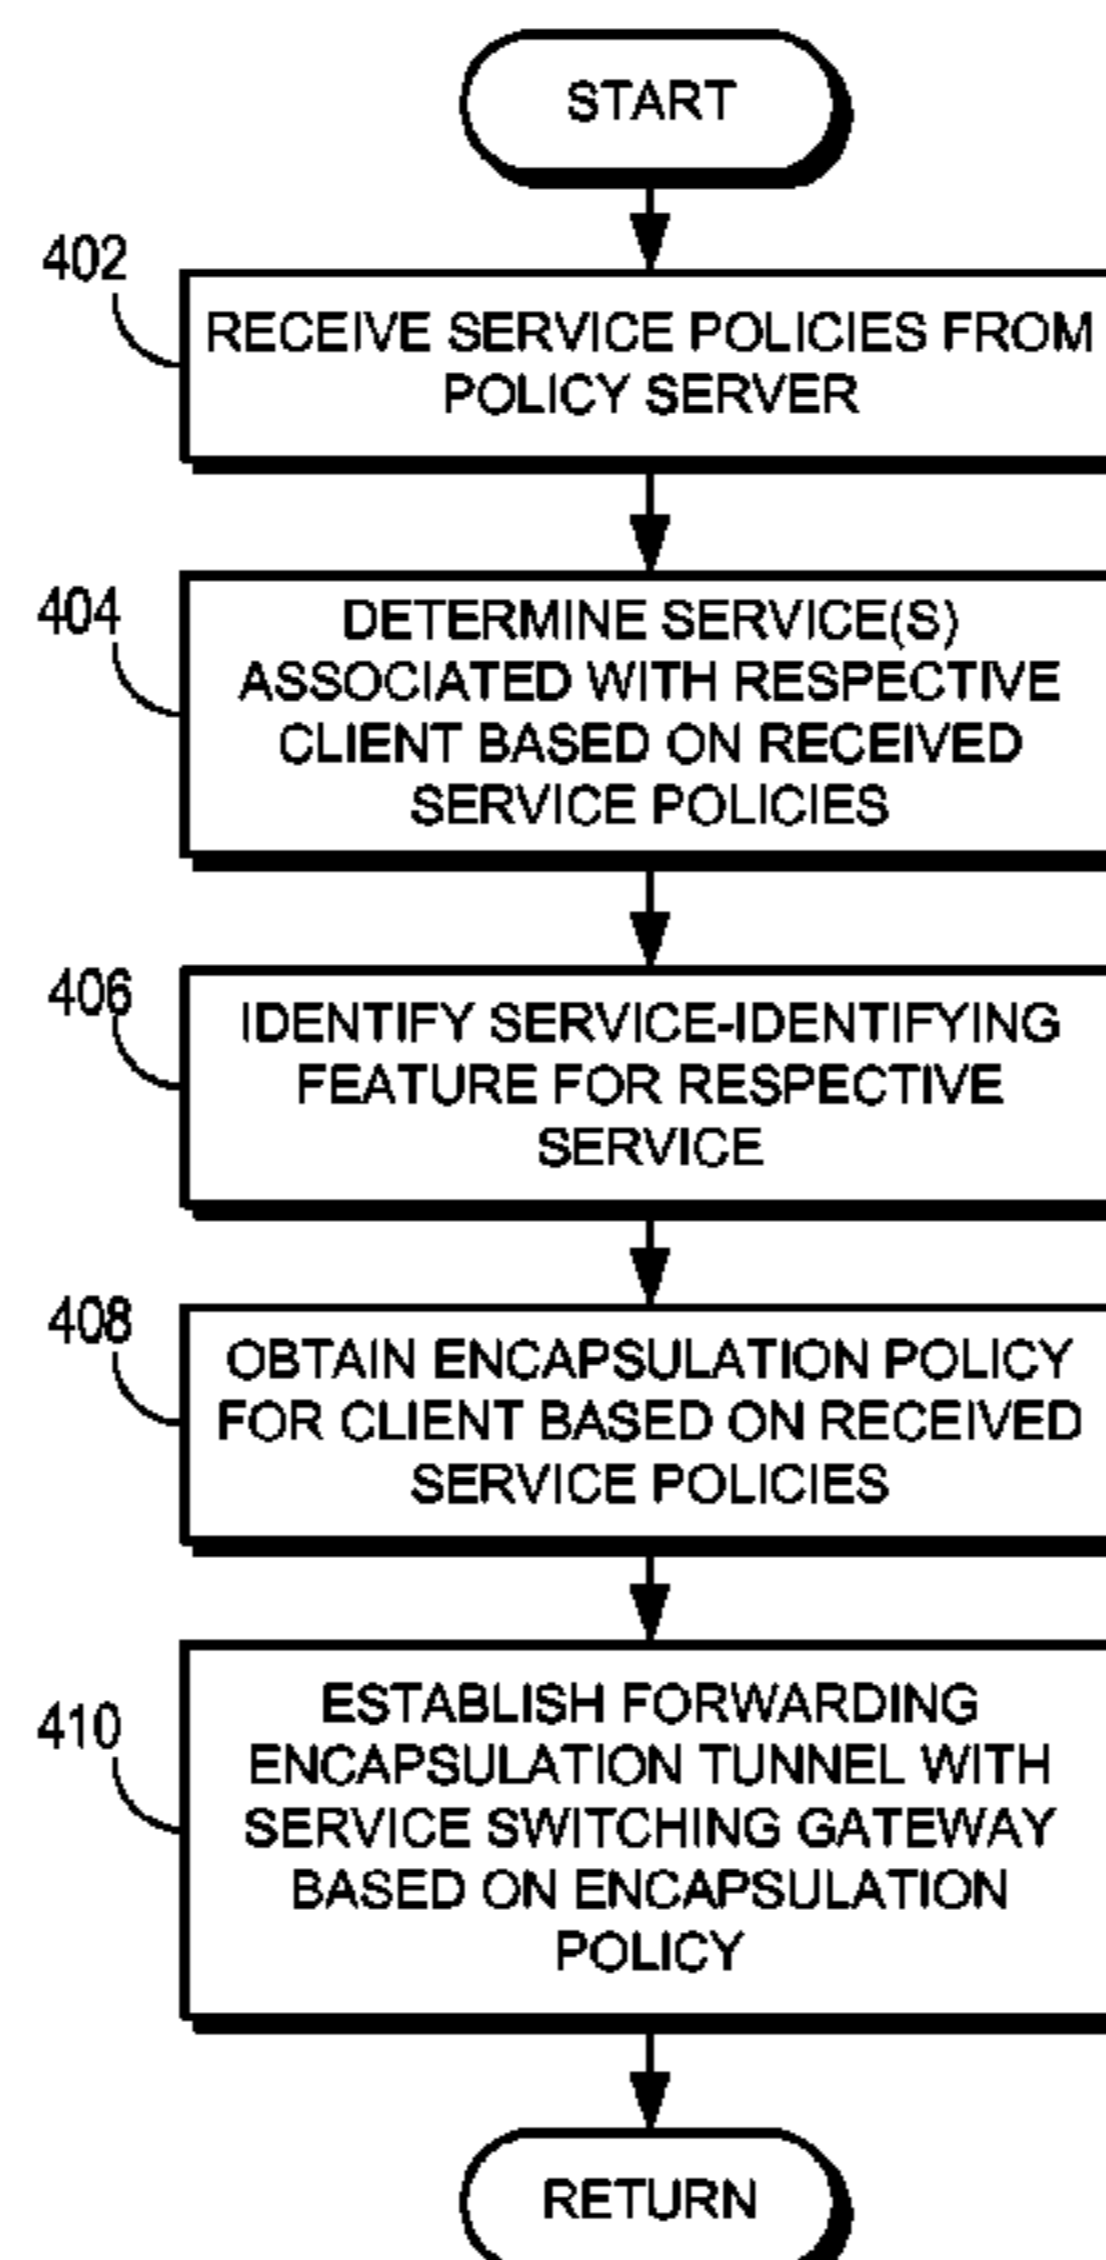 START
402
RECEIVE SERVICE POLICIES FROM
POLICY SERVER
404
DETERMINE SERVICE(S)
ASSOCIATED WITH RESPECTIVE
CLIENT BASED ON RECEIVED
SERVICE POLICIES
406
IDENTIFY SERVICE-IDENTIFYING
FEATURE FOR RESPECTIVE
SERVICE
408
OBTAIN ENCAPSULATION POLICY
FOR CLIENT BASED ON RECEIVED
SERVICE POLICIES
410
ESTABLISH FORWARDING
ENCAPSULATION TUNNEL WITH
SERVICE SWITCHING GATEWAY
BASED ON ENCAPSULATION
POLICY
RETURN